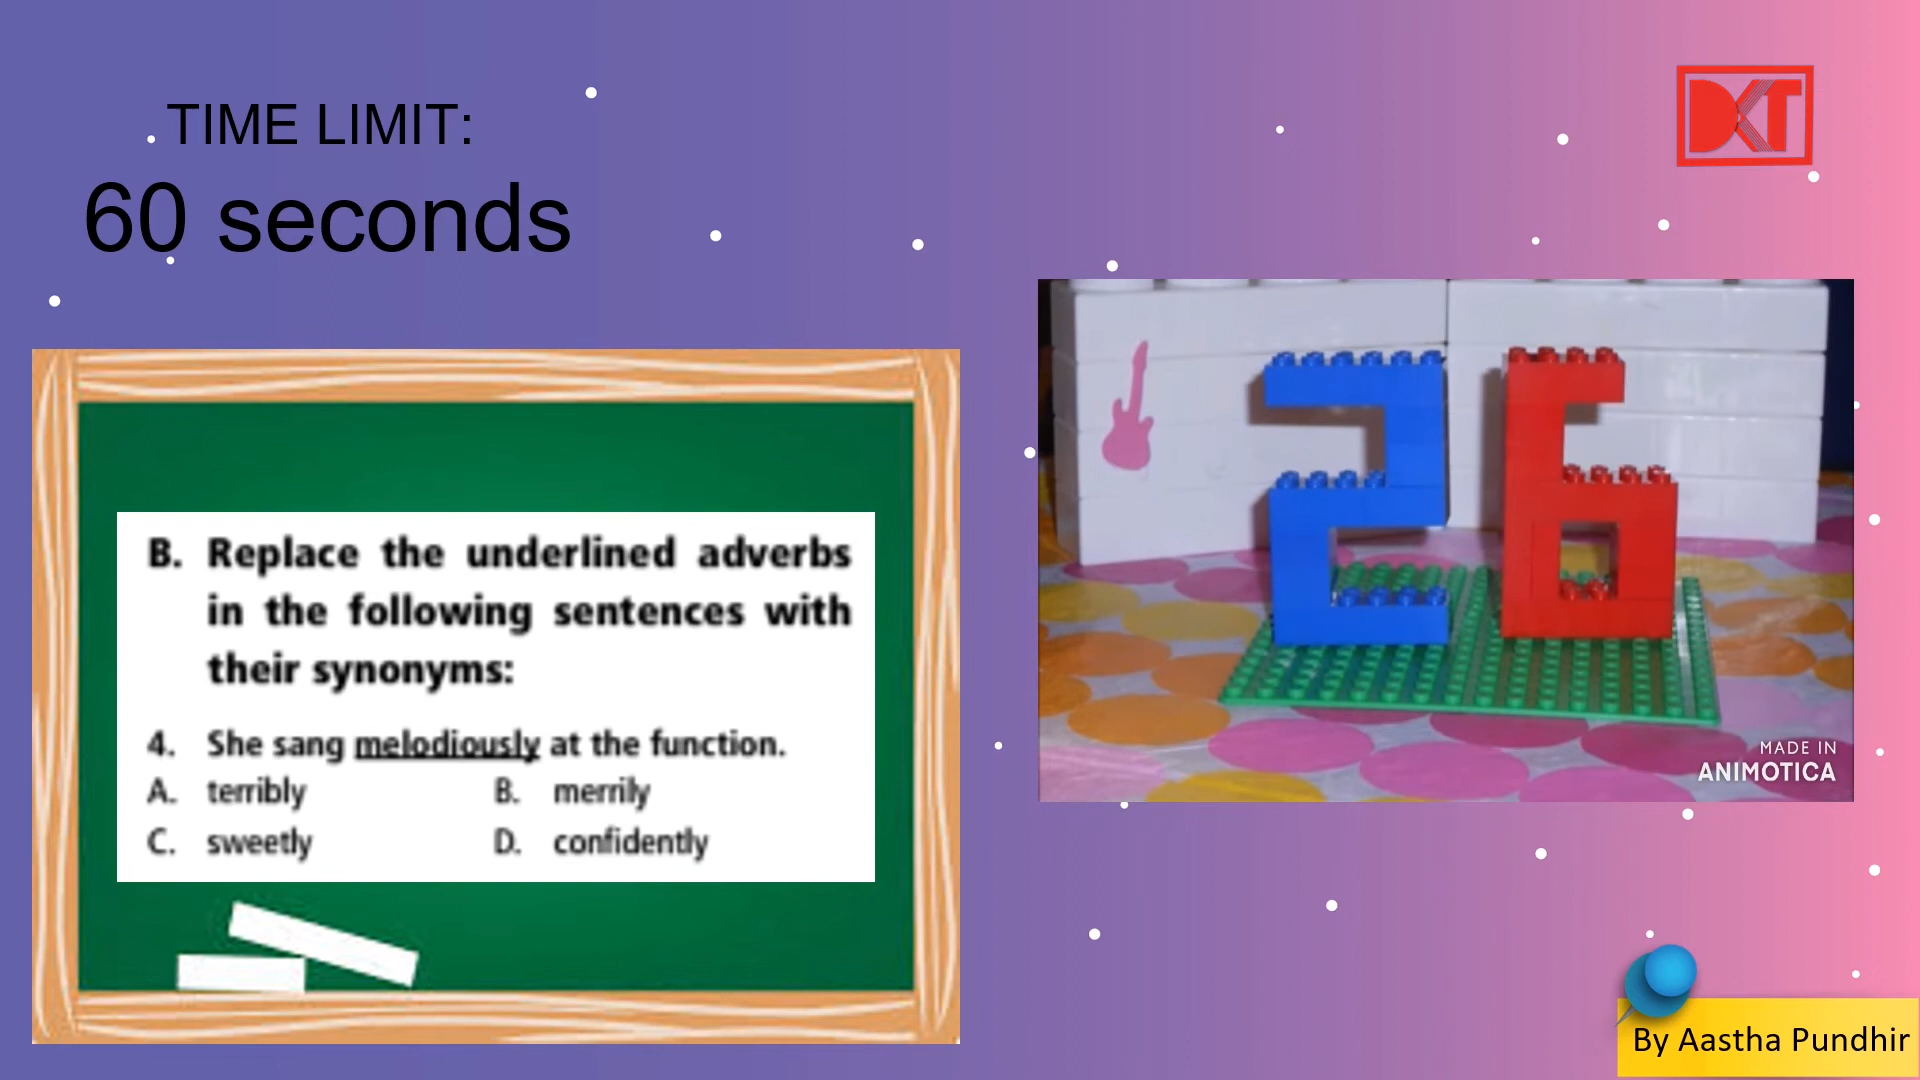 TIME LIMIT:
60 seconds
DKT
B. Replace the underlined adverbs
in the following sentences with
their synonyms:
4. She sang melodiously at the function.
A. terribly B. merrily
C. sweetly D. confidently
26
MADE IN
ANIMOTICA
By Aastha Pundhir